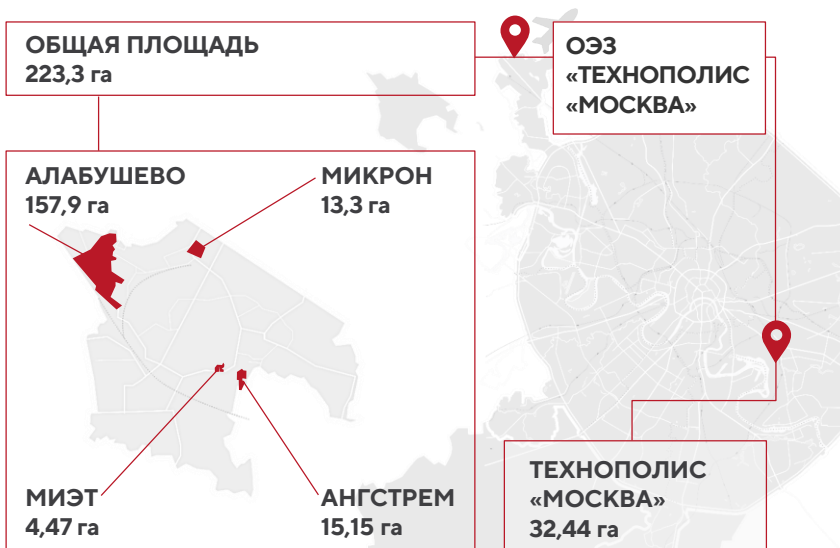 ОБЩАЯ ПЛОЩАДЬ
223,3 га
ОЭЗ
«ТЕХНОПОЛИС
«МОСКВА»
АЛАБУШЕВО
157,9 га
МИКРОН
13,3 га
МИЭТ
4,47 га
АНГСТРЕМ
15,15 га
ТЕХНОПОЛИС
«МОСКВА»
32,44 га